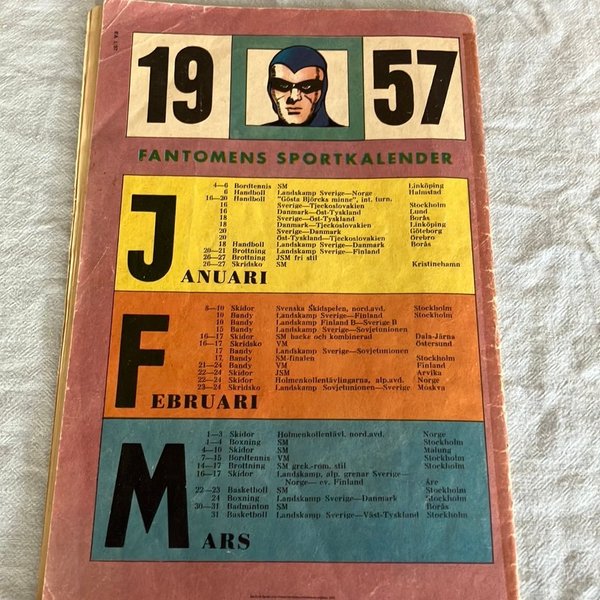 19 57
FANTOMENS SPORTKALENDER
JANUARI
4—6 Bordtennis SM Linköping
6 Handboll Landskamp Sverige—Norge Halmstad
16—20 Handboll "Gösta Björcks minne", int. turn.
16 Sverige—Tjeckoslovakien Stockholm
16 Danmark—Öst-Tyskland Lund
18 Sverige—Öst-Tyskland Borås
18 Danmark—Tjeckoslovakien Linköping
20 Sverige—Danmark Göteborg
20 Öst-Tyskland—Tjeckoslovakien Örebro
18 Handboll Landskamp Sverige—Danmark Borås
20—21 Brottning Landskamp Sverige—Finland
26—27 Brottning JSM fri stil
26—27 Skridsko SM Kristinehamn
FEBRUARI
8—10 Skidor Svenska Skidspelen, nord.avd. Stockholm
10 Bandy Landskamp Sverige—Finland Stockholm
10 Bandy Landskamp Finland B—Sverige B
15 Bandy Landskamp Sverige—Sovjetunionen
16—17 Skidor SM backe och kombinerad Dala-Järna
16—17 Skridsko VM Östersund
17 Bandy Landskamp Sverige—Sovjetunionen
17 Bandy SM-finalen Stockholm
21—24 Bandy VM Finland
22—24 Skidor JSM Arvika
22—24 Skidor Holmenkollentävlingarna, alp.avd. Norge
23—24 Skridsko Landskamp Sovjetunionen—Sverige Moskva
MARS
1—3 Skidor Holmenkollentävl. nord.avd. Norge
1—4 Boxning SM Stockholm
4—10 Skidor SM Malung
7—15 Bordtennis VM Stockholm
14—17 Brottning SM grek.-rom. stil Stockholm
16—17 Skidor Landskamp, alp. grenar Sverige—
Norge— ev. Finland Åre
22—23 Basketboll SM Stockholm
24 Boxning Landskamp Sverige—Danmark Stockholm
30—31 Badminton SM Borås
31 Basketboll Landskamp Sverige—Väst-Tyskland Stockholm